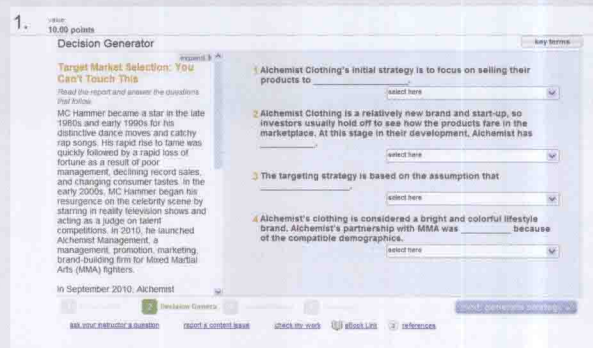 1.
value:
10.00 points
Decision Generator
key terms
expand
Target Market Selection: You
Can't Touch This
Read the report and answer the questions
that follow.
MC Hammer became a star in the late
1980s and early 1990s for his
distinctive dance moves and catchy
rap songs. His rapid rise to fame was
quickly followed by a rapid loss of
fortune as a result of poor
management, declining record sales,
and changing consumer tastes. In the
early 2000s, MC Hammer began his
resurgence on the celebrity scene by
starring in reality television shows and
acting as a judge on talent
competitions. In 2010, he launched
Alchemist Management, a
management, promotion, marketing,
brand-building firm for Mixed Martial
Arts (MMA) fighters.
In September 2010, Alchemist
1 Alchemist Clothing's initial strategy is to focus on selling their
products to ____________.
select here
2 Alchemist Clothing is a relatively new brand and start-up, so
investors usually hold off to see how the products fare in the
marketplace. At this stage in their development, Alchemist has
____________.
select here
3 The targeting strategy is based on the assumption that
____________.
select here
4 Alchemist's clothing is considered a bright and colorful lifestyle
brand. Alchemist's partnership with MMA was __________ because
of the compatible demographics.
select here
2 Decision Genera
strategy
ask your instructor a question report a content issue check my work eBook Link references